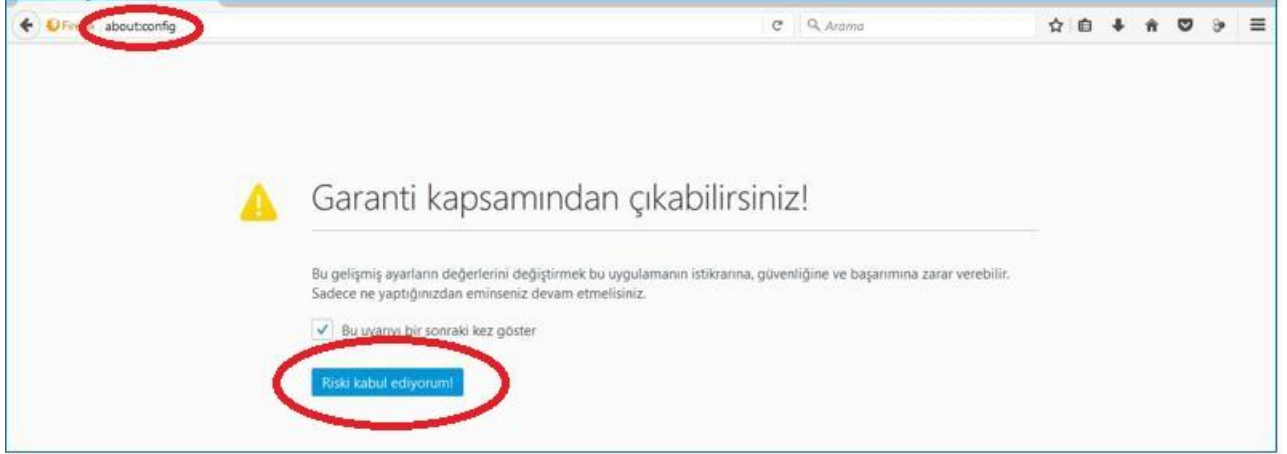 about:config
Arama
Garanti kapsamından çıkabilirsiniz!
Bu gelişmiş ayarların değerlerini değiştirmek bu uygulamanın istikrarına, güvenliğine ve başarımına zarar verebilir.
Sadece ne yaptığınızdan eminseniz devam etmelisiniz.
Bu uyarıyı bir sonraki kez göster
Riski kabul ediyorum!